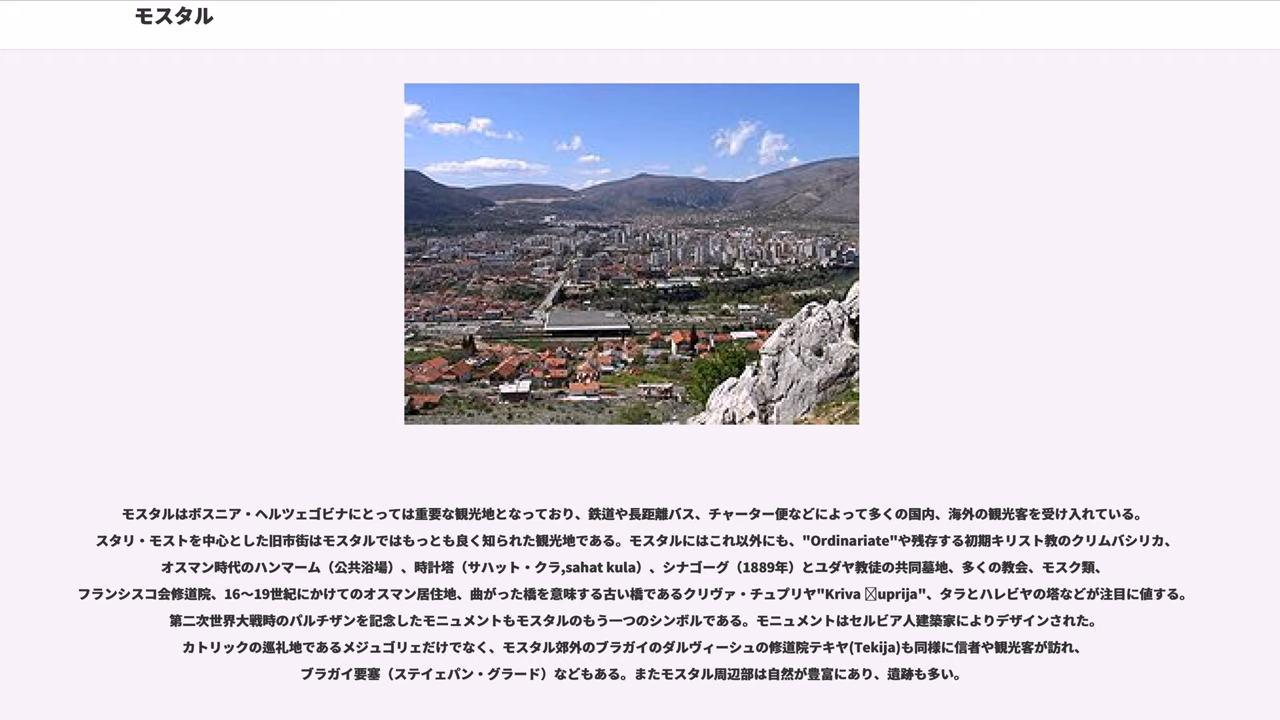 モスタル
モスタルはボスニア・ヘルツェゴビナにとっては重要な観光地となっており、鉄道や長距離バス、チャーター便などによって多くの国内、海外の観光客を受け入れている。
スタリ・モストを中心とした旧市街はモスタルではもっとも良く知られた観光地である。モスタルにはこれ以外にも、"Ordinariate"や残存する初期キリスト教のクリムバシリカ、
オスマン時代のハンマーム（公共浴場）、時計塔（サハット・クラ,sahat kula）、シナゴーグ（1889年）とユダヤ教徒の共同墓地、多くの教会、モスク類、
フランシスコ会修道院、16〜19世紀にかけてのオスマン居住地、曲がった橋を意味する古い橋であるクリヴァ・チュプリヤ"Kriva uprija"、タラとハレビヤの塔などが注目に値する。
第二次世界大戦時のパルチザンを記念したモニュメントもモスタルのもう一つのシンボルである。モニュメントはセルビア人建築家によりデザインされた。
カトリックの巡礼地であるメジュゴリェだけでなく、モスタル郊外のブラガイのダルヴィーシュの修道院テキヤ(Tekija)も同様に信者や観光客が訪れ、
ブラガイ要塞（ステイェパン・グラード）などもある。またモスタル周辺部は自然が豊富にあり、遺跡も多い。